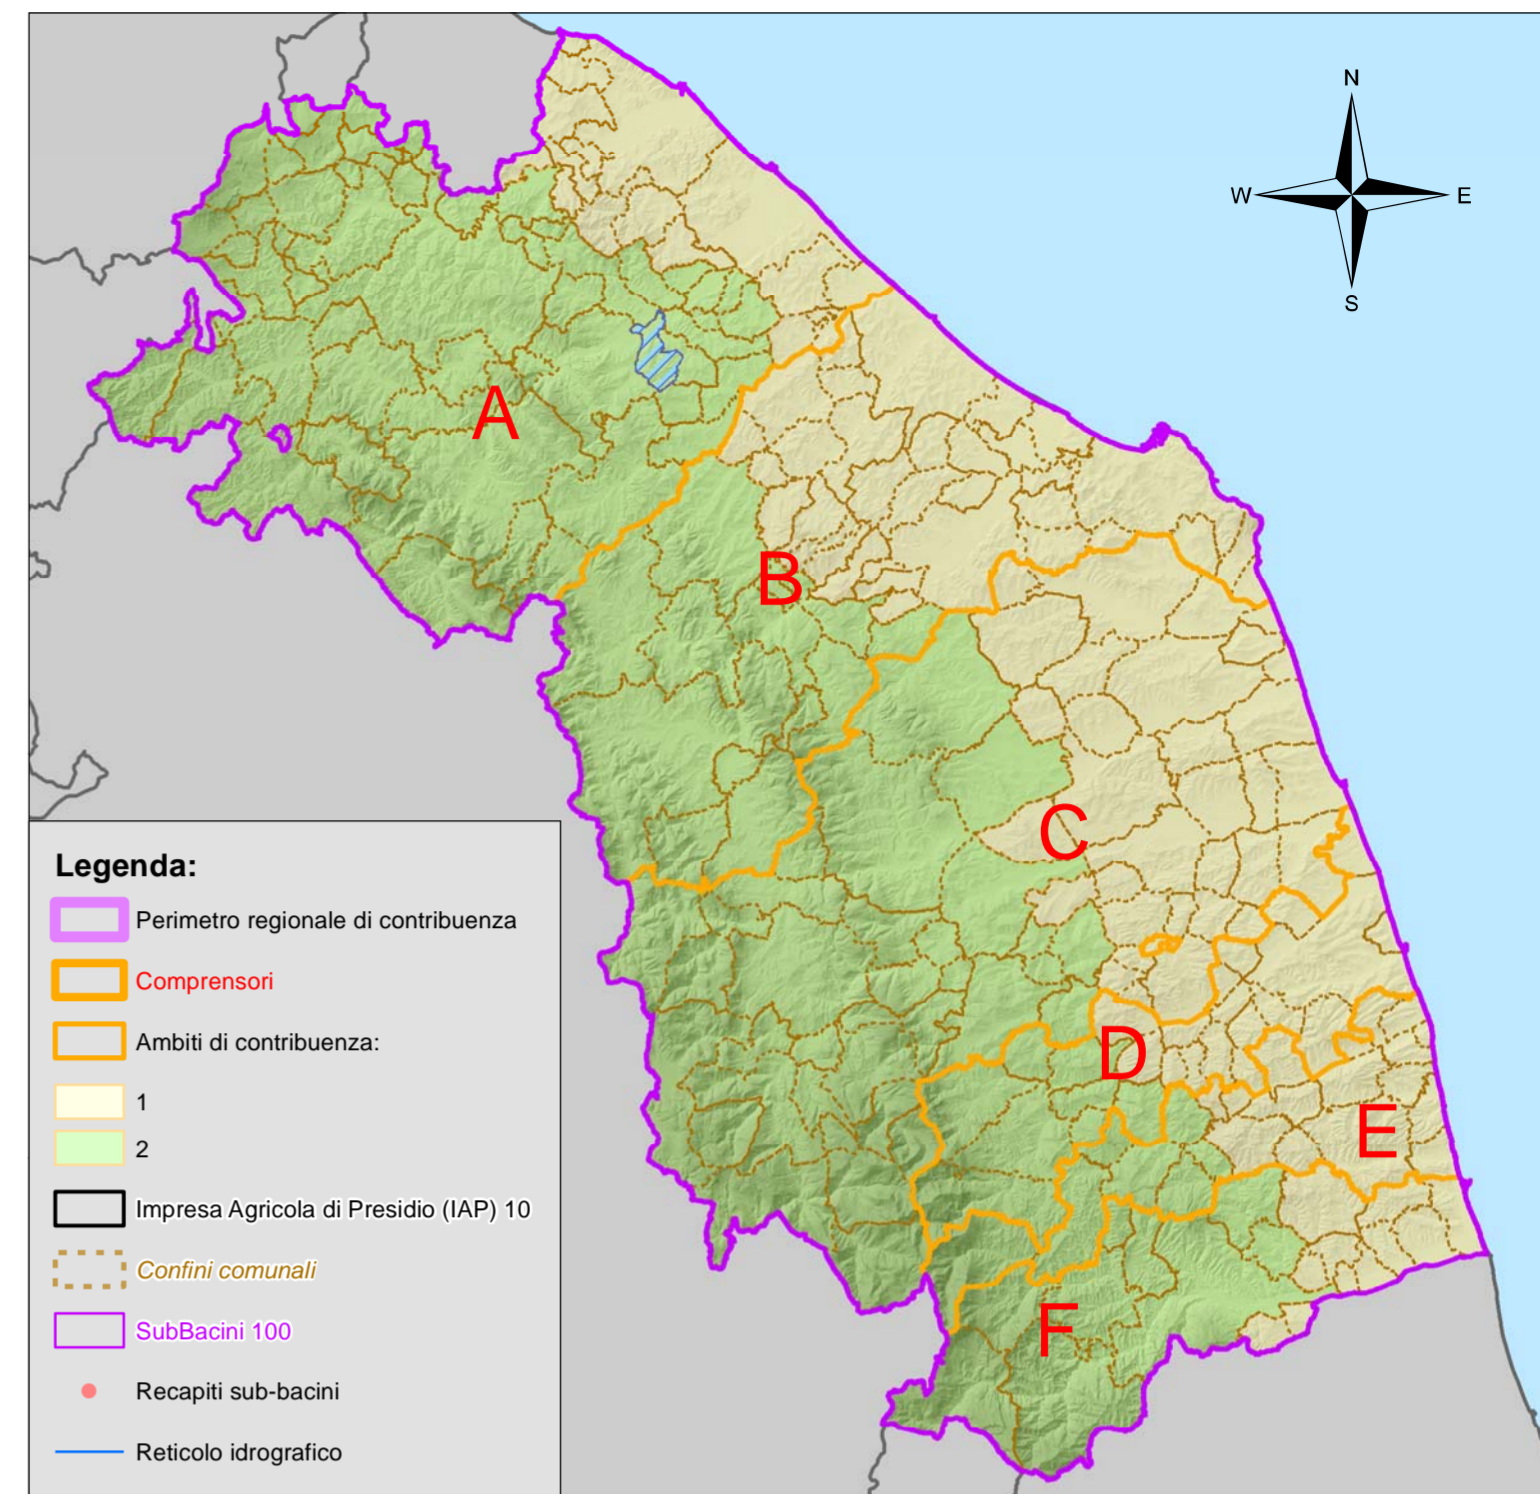 N
W E
S
A
B
C
D
E
F
Legenda:
Perimetro regionale di contribuenza
Comprensori
Ambiti di contribuenza:
1
2
Impresa Agricola di Presidio (IAP) 10
Confini comunali
SubBacini 100
Recapiti sub-bacini
Reticolo idrografico